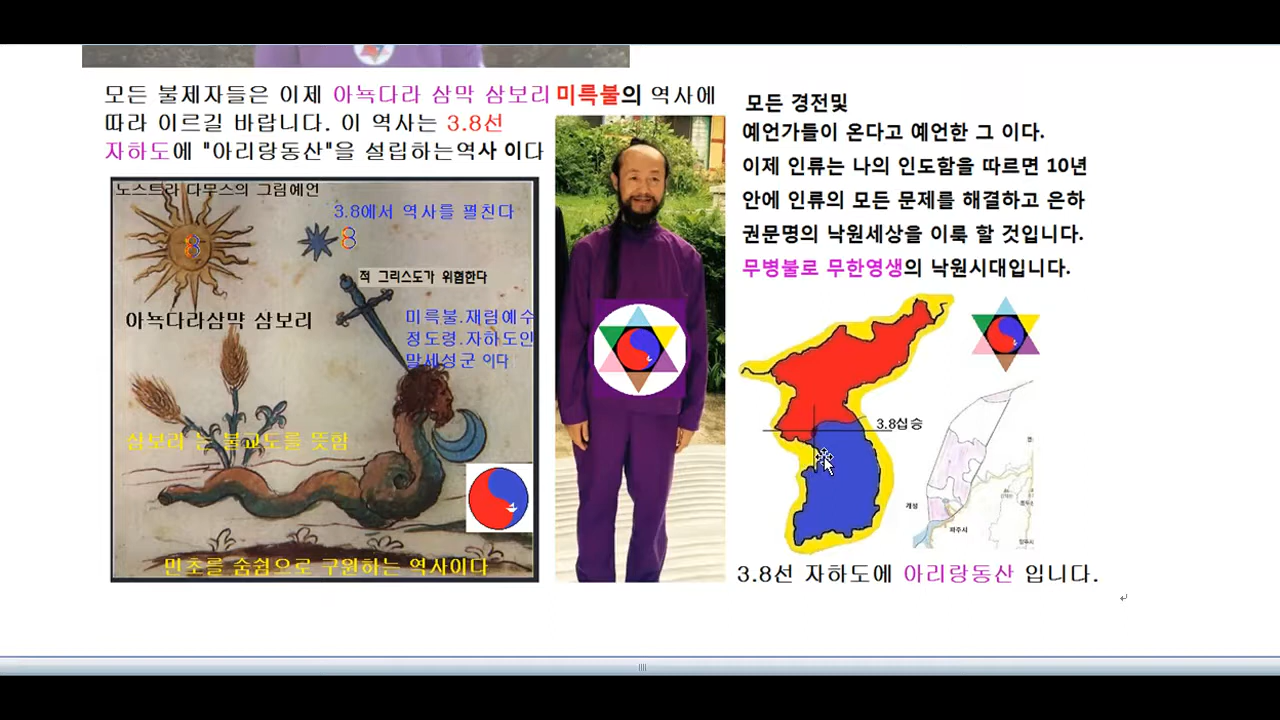 모든 불제자들은 이제 아뇩다라 삼막 삼보리 미륵불의 역사에
따라 이르길 바랍니다. 이 역사는 3.8선
자하도에 "아리랑동산"을 설립하는역사 이다
노스트라 다무스의 그림예언
3.8에서 역사를 펼친다
8
8
적 그리스도가 위협한다
아뇩다라삼먁 삼보리
미륵불.재림예수
정도령.자하도인
말세성군 이다
삼보리 는 불교도를 뜻함
민초를 숨쉼으로 구원하는 역사이다
모든 경전및
예언가들이 온다고 예언한 그 이다.
이제 인류는 나의 인도함을 따르면 10년
안에 인류의 모든 문제를 해결하고 은하
권문명의 낙원세상을 이룩 할 것입니다.
무병불로 무한영생의 낙원시대입니다.
3.8십승
개성
파주시
3.8선 자하도에 아리랑동산 입니다.